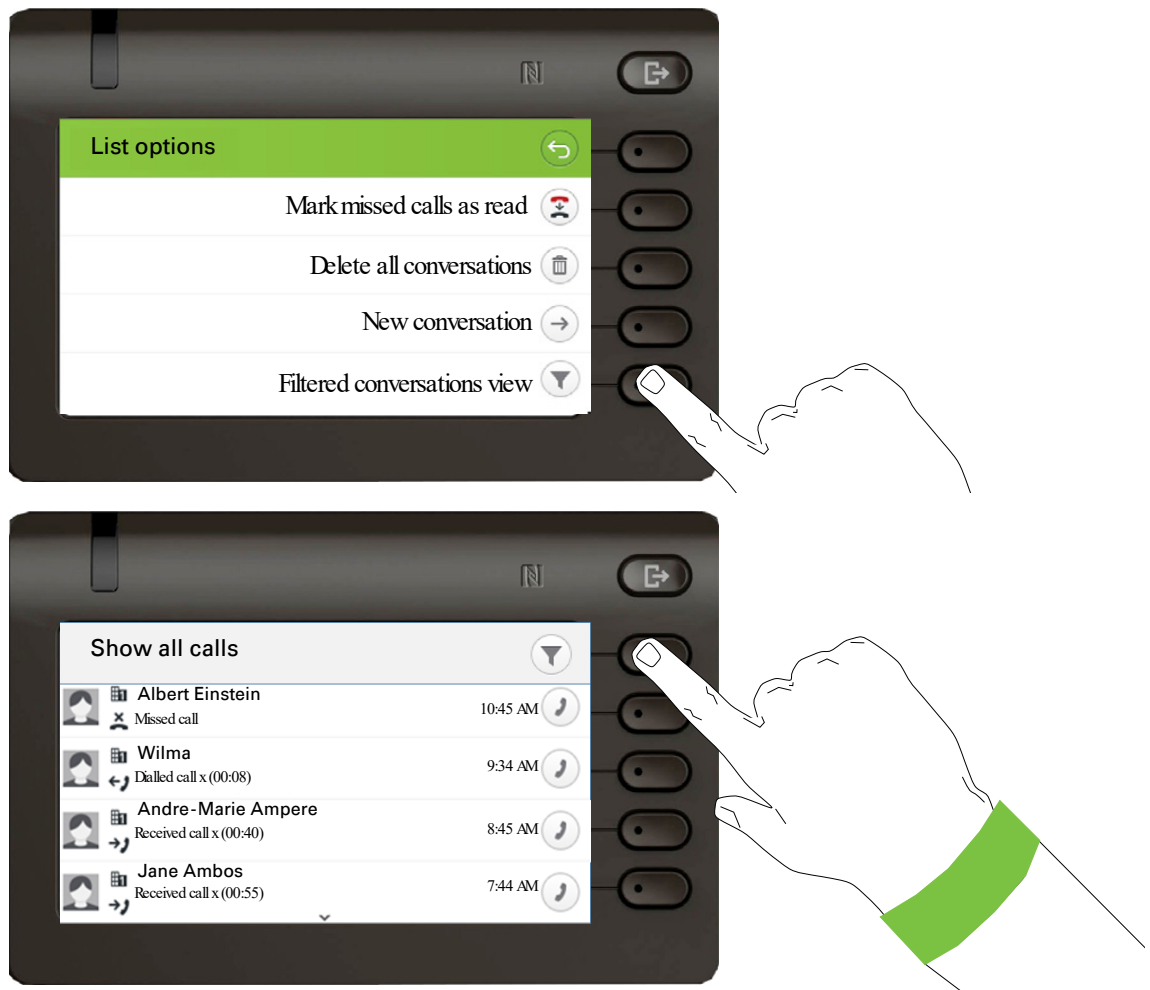 List options
Mark missed calls as read
Delete all conversations
New conversation
Filtered conversations view
Show all calls
Albert Einstein
Missed call
10:45 AM
Wilma
Dialled call x (00:08)
9:34 AM
Andre-Marie Ampere
Received call x (00:40)
8:45 AM
Jane Ambos
Received call x (00:55)
7:44 AM